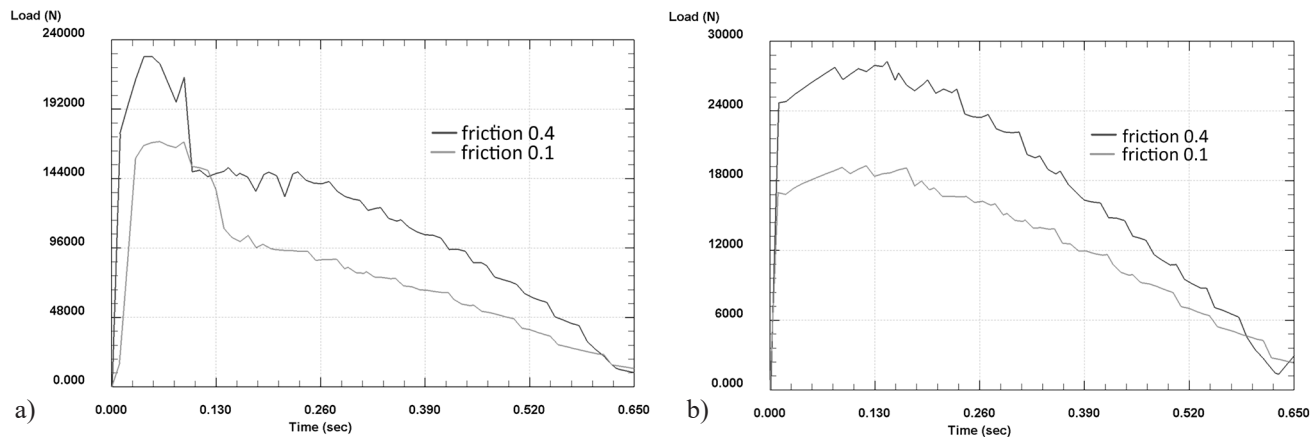 Load (N)
240000
192000
144000
96000
48000
0.000
friction 0.4
friction 0.1
0.000 0.130 0.260 0.390 0.520 0.650
Time (sec)
a)
Load (N)
30000
24000
18000
12000
6000
0.000
friction 0.4
friction 0.1
0.000 0.130 0.260 0.390 0.520 0.650
Time (sec)
b)